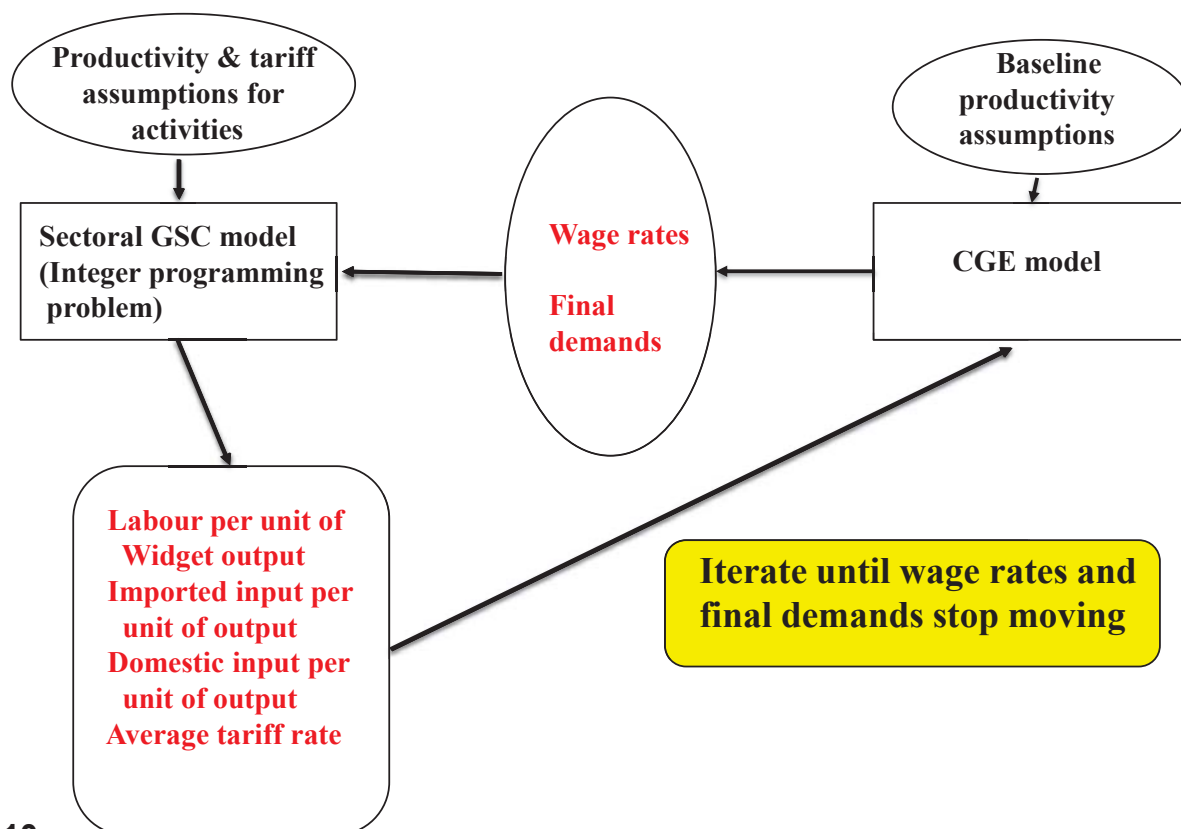 Productivity & tariff
assumptions for
activities
Baseline
productivity
assumptions
Sectoral GSC model
(Integer programming
problem)
Wage rates
Final
demands
CGE model
Labour per unit of
Widget output
Imported input per
unit of output
Domestic input per
unit of output
Average tariff rate
Iterate until wage rates and
final demands stop moving